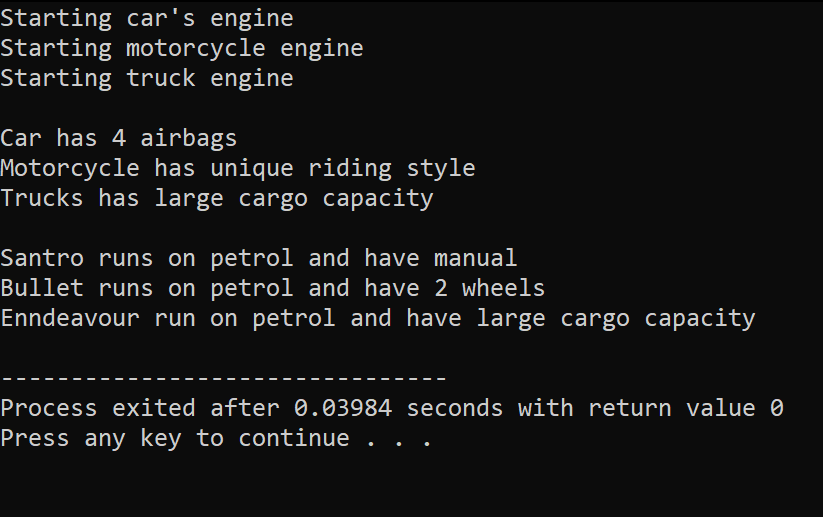 Starting car's engine
Starting motorcycle engine
Starting truck engine
Car has 4 airbags
Motorcycle has unique riding style
Trucks has large cargo capacity
Santro runs on petrol and have manual
Bullet runs on petrol and have 2 wheels
Enndeavour run on petrol and have large cargo capacity
--------------------------------
Process exited after 0.03984 seconds with return value 0
Press any key to continue . . .